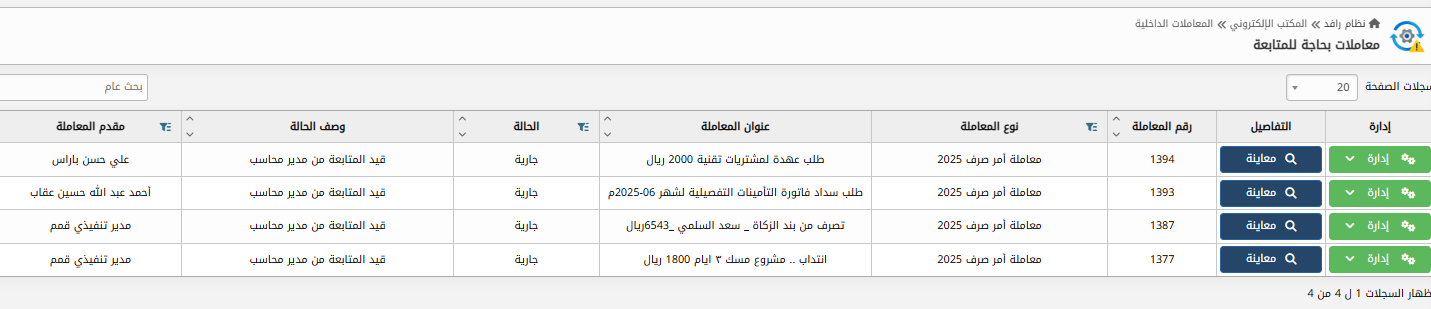 نظام رافد » المكتب الإلكتروني » المعاملات الداخلية
معاملات بحاجة للمتابعة
سجلات الصفحة 20 بحث عام
إدارة التفاصيل رقم المعاملة نوع المعاملة عنوان المعاملة الحالة وصف الحالة مقدم المعاملة
إدارة معاينة 1394 معاملة أمر صرف 2025 طلب عهدة لمشتريات تقنية 2000 ريال جارية قيد المتابعة من مدير محاسب علي حسن باراس
إدارة معاينة 1393 معاملة أمر صرف 2025 طلب سداد فاتورة التأمينات التفصيلية لشهر 06-2025م جارية قيد المتابعة من مدير محاسب أحمد عبد الله حسين عقاب
إدارة معاينة 1387 معاملة أمر صرف 2025 تصرف من بند الزكاة _ سعد السلمي _6543ريال جارية قيد المتابعة من مدير محاسب مدير تنفيذي قمم
إدارة معاينة 1377 معاملة أمر صرف 2025 انتداب .. مشروع مسك ٣ ايام 1800 ريال جارية قيد المتابعة من مدير محاسب مدير تنفيذي قمم
ظهار السجلات 1 ل 4 من 4